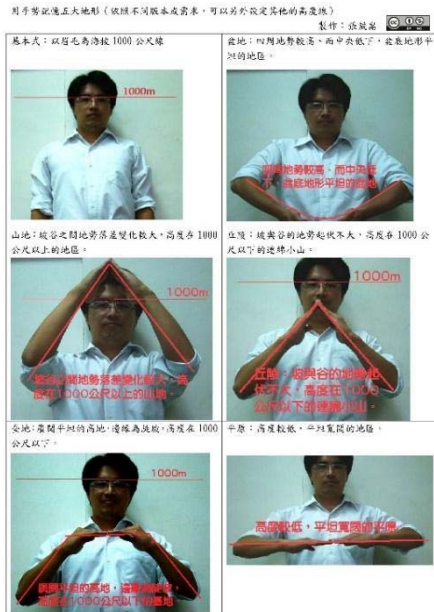 用手勢記憶五大地形（依照不同版本或需求，可以另外設定其他的高度線）
製作：張
基本式：以眉毛為海拔 1000 公尺線
1000m
盆地：四周地勢較高、而中央低下，盆底地形平
坦的地區。
四周地勢較高、而中央低
下，盆底地形平坦的盆地
山地：坡谷之間地勢落差變化較大，高度在 1000
公尺以上的地區。
1000m
坡谷之間地勢落差變化較大，高
度在1000公尺以上的山地。
丘陵：坡與谷的地勢起伏不大，高度在 1000 公
尺以下的連綿小山。
1000m
丘陵：坡與谷的地勢起
伏不大，高度在1000
公尺以下的連綿小山。
台地：廣闊平坦的高地，邊緣為陡坡，高度在 1000
公尺以下。
1000m
廣闊平坦的高地，邊緣為陡坡，
高度在1000公尺以下的臺地
平原：高度較低，平坦寬闊的地區。
高度較低，平坦寬闊的平原